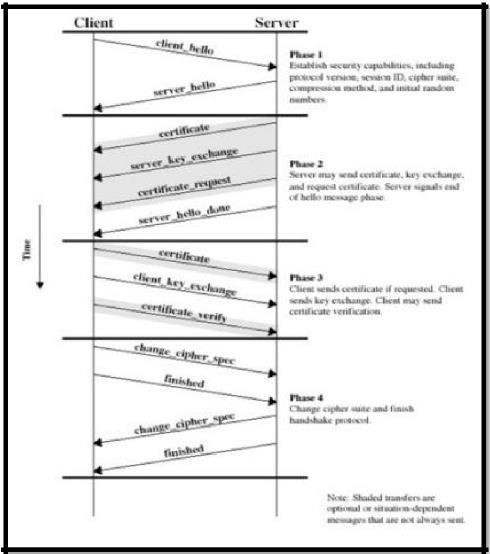 Client
Server
client_hello
server_hello
Phase 1
Establish security capabilities, including
protocol version, session ID, cipher suite,
compression method, and initial random
numbers.
certificate
server_key_exchange
certificate_request
server_hello_done
Phase 2
Server may send certificate, key exchange,
and request certificate. Server signals end
of hello message phase.
Time
certificate
client_key_exchange
certificate_verify
Phase 3
Client sends certificate if requested. Client
sends key exchange. Client may send
certificate verification.
change_cipher_spec
finished
change_cipher_spec
finished
Phase 4
Change cipher suite and finish
handshake protocol.
Note: Shaded transfers are
optional or situation-dependent
messages that are not always sent.